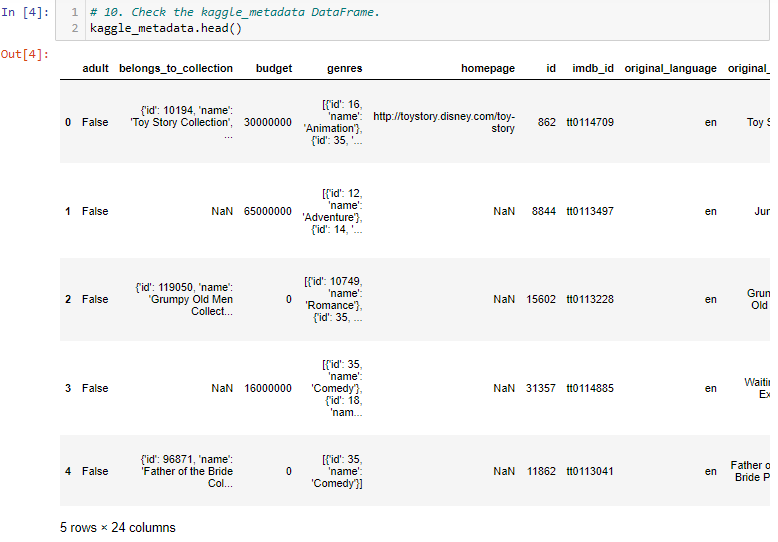 In [4]: 1 # 10. Check the kaggle_metadata DataFrame.
2 kaggle_metadata.head()
Out[4]:
adult belongs_to_collection budget genres homepage id imdb_id original_language original_
0 False {'id': 10194, 'name': 'Toy Story Collection', ... 30000000 [{'id': 16, 'name': 'Animation'}, {'id': 35, '... http://toystory.disney.com/toy-story 862 tt0114709 en Toy S
1 False NaN 65000000 [{'id': 12, 'name': 'Adventure'}, {'id': 14, '... NaN 8844 tt0113497 en Jur
2 False {'id': 119050, 'name': 'Grumpy Old Men Collect... 0 [{'id': 10749, 'name': 'Romance'}, {'id': 35, ... NaN 15602 tt0113228 en Grun Old
3 False NaN 16000000 [{'id': 35, 'name': 'Comedy'}, {'id': 18, 'nam... NaN 31357 tt0114885 en Waiti Ex
4 False {'id': 96871, 'name': 'Father of the Bride Col... 0 [{'id': 35, 'name': 'Comedy'}] NaN 11862 tt0113041 en Father o Bride P
5 rows × 24 columns